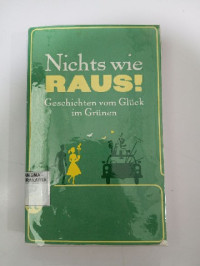 Nichts wie
RAUS!
Geschichten vom Glück
im Grünen